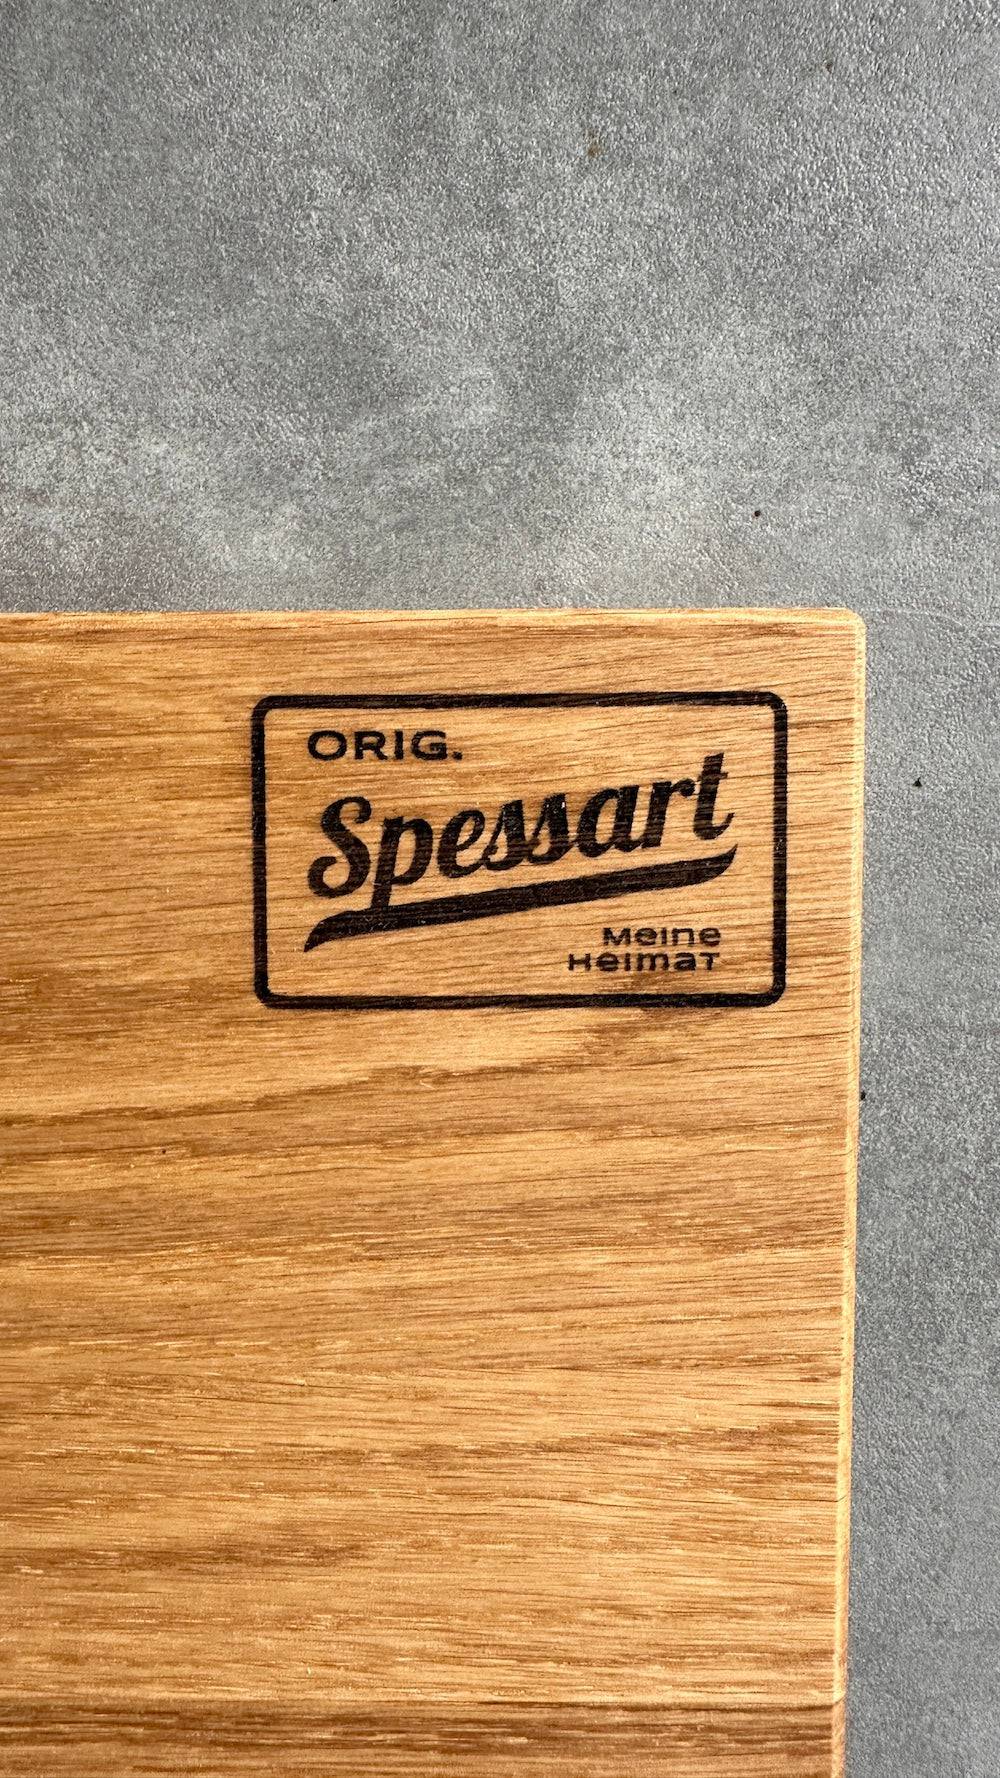 ORIG.
Spessart
Meine
Heimat